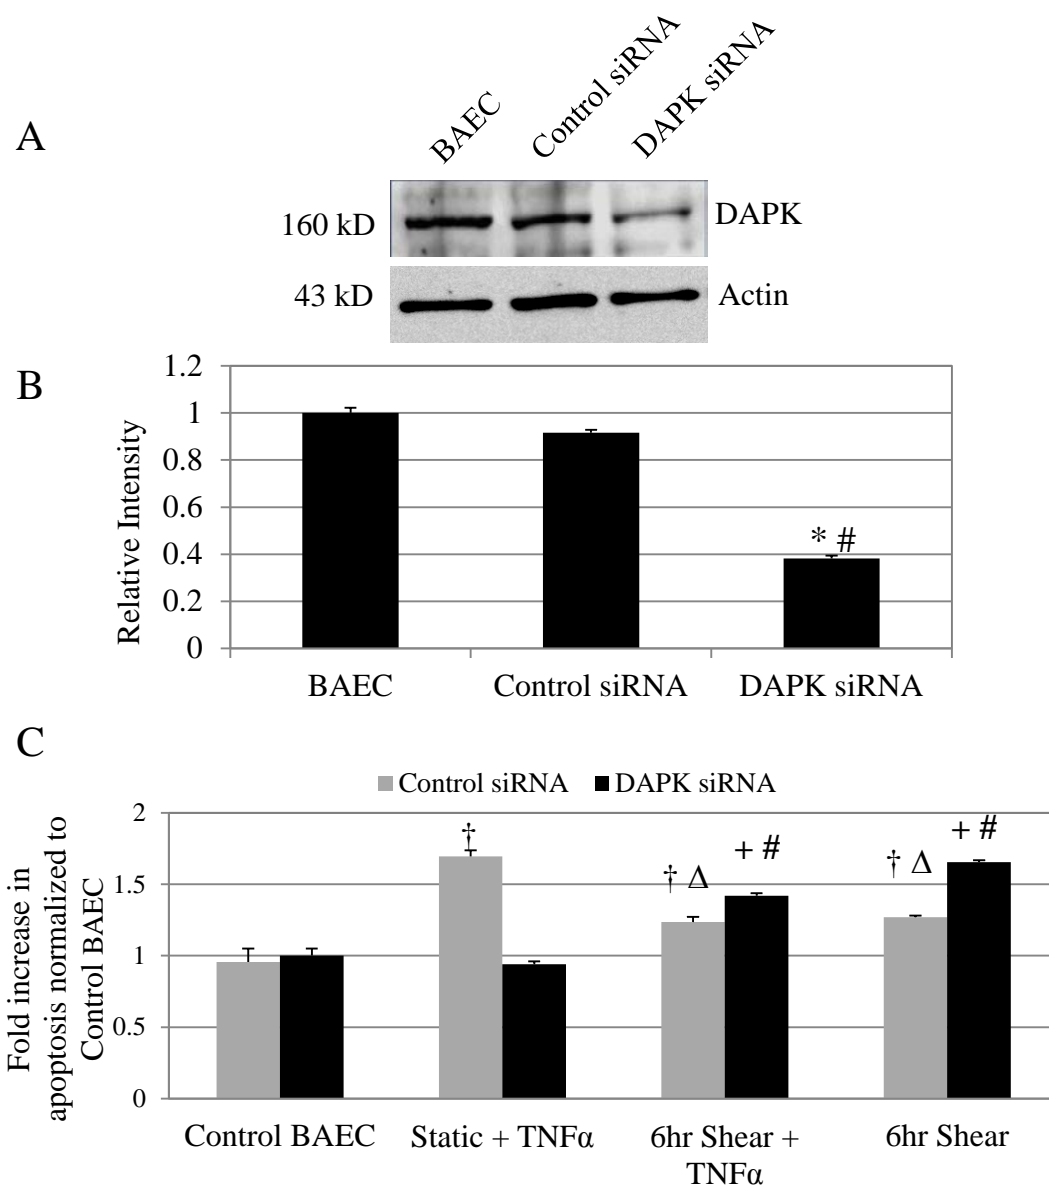 A
BAEC
Control siRNA
DAPK siRNA
160 kD
DAPK
43 kD
Actin
B
Relative Intensity
1.2
1
0.8
0.6
0.4
0.2
0
* #
BAEC
Control siRNA
DAPK siRNA
C
Control siRNA
DAPK siRNA
Fold increase in
apoptosis normalized to
Control BAEC
2
1.5
1
0.5
0
†
† Δ
+ #
† Δ
+ #
Control BAEC
Static + TNFα
6hr Shear +
TNFα
6hr Shear